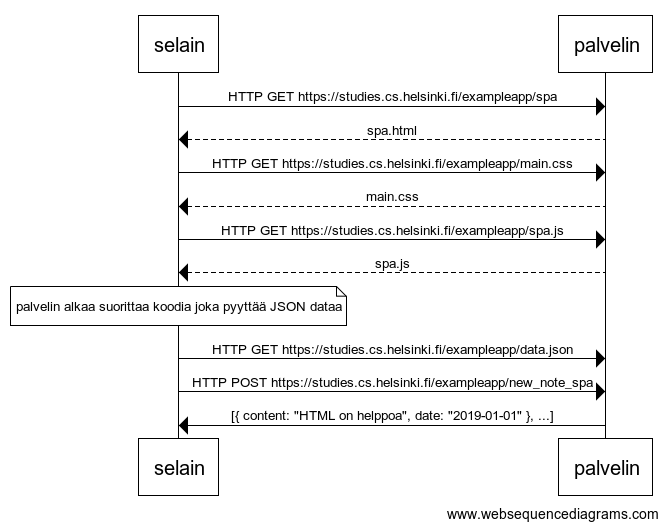 selain palvelin
HTTP GET https://studies.cs.helsinki.fi/exampleapp/spa
spa.html
HTTP GET https://studies.cs.helsinki.fi/exampleapp/main.css
main.css
HTTP GET https://studies.cs.helsinki.fi/exampleapp/spa.js
spa.js
palvelin alkaa suorittaa koodia joka pyyttää JSON dataa
HTTP GET https://studies.cs.helsinki.fi/exampleapp/data.json
HTTP POST https://studies.cs.helsinki.fi/exampleapp/new_note_spa
[{ content: "HTML on helppoa", date: "2019-01-01" }, ...]
selain palvelin
www.websequencediagrams.com